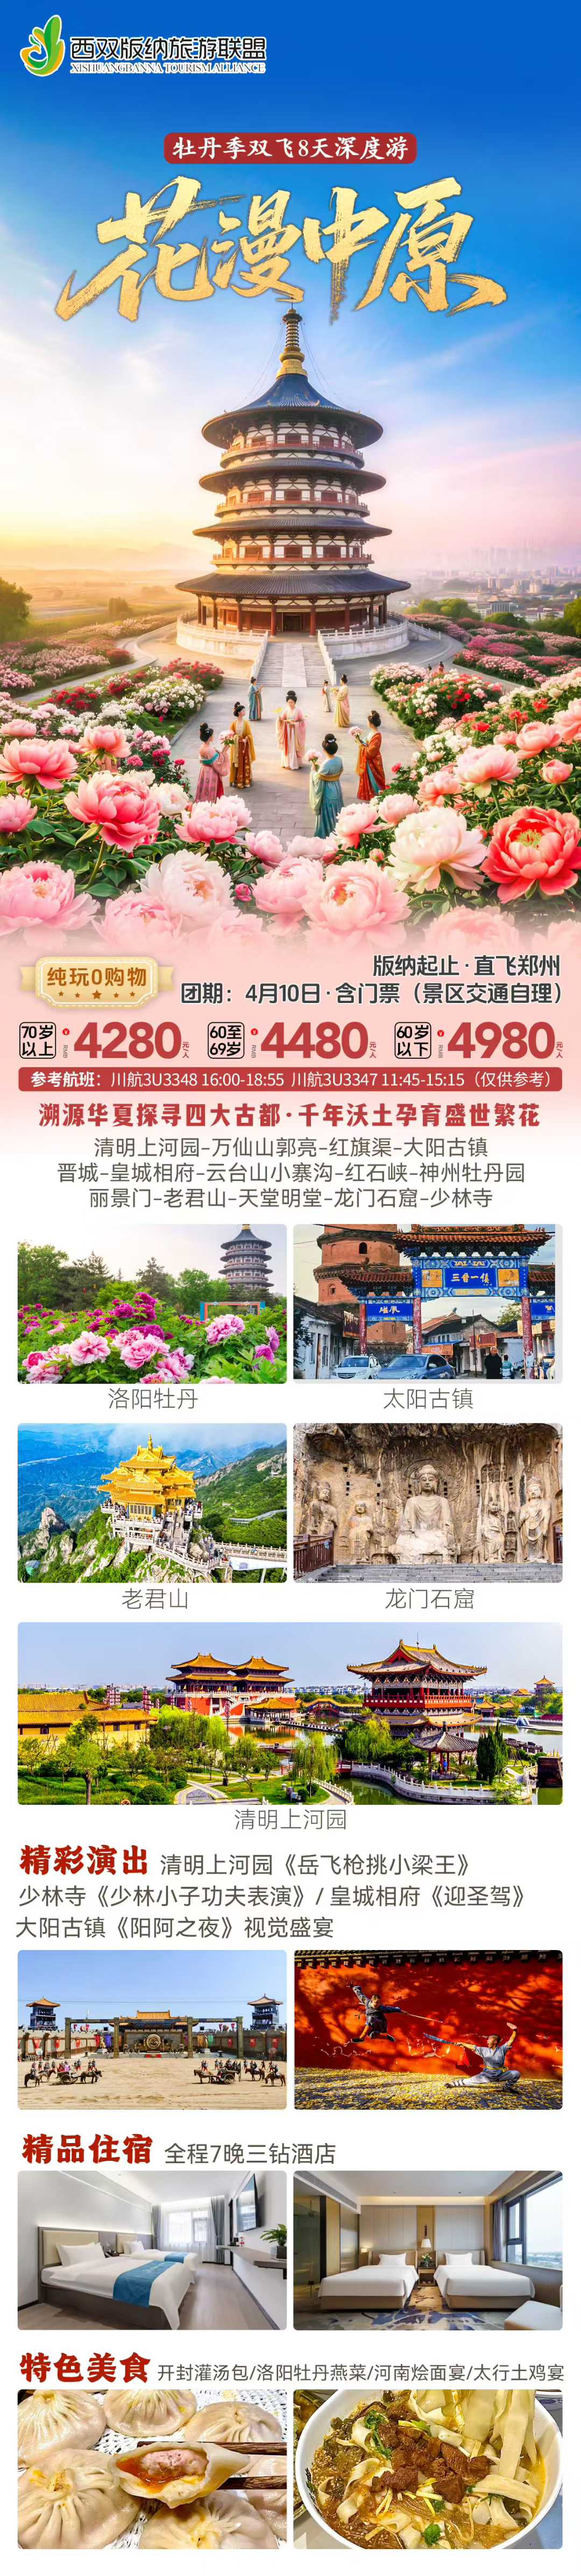 西双版纳旅游联盟
XISHUANGBANNA TOURISM ALLIANCE
牡丹季双飞8天深度游
花漫中原
纯玩0购物
版纳起止·直飞郑州
团期：4月10日·含门票（景区交通自理）
70岁以上 ¥ RMB 4280 元/人 60至69岁 ¥ RMB 4480 元/人 60岁以下 ¥ RMB 4980 元/人
参考航班：川航3U3348 16:00-18:55 川航3U3347 11:45-15:15（仅供参考）
溯源华夏探寻四大古都·千年沃土孕育盛世繁花
清明上河园-万仙山郭亮-红旗渠-大阳古镇
晋城-皇城相府-云台山小寨沟-红石峡-神州牡丹园
丽景门-老君山-天堂明堂-龙门石窟-少林寺
三晋一镇
洛阳牡丹
太阳古镇
老君山
龙门石窟
清明上河园
精彩演出 清明上河园《岳飞枪挑小梁王》
少林寺《少林小子功夫表演》/ 皇城相府《迎圣驾》
大阳古镇《阳阿之夜》视觉盛宴
精品住宿 全程7晚三钻酒店
特色美食 开封灌汤包/洛阳牡丹燕菜/河南烩面宴/太行土鸡宴